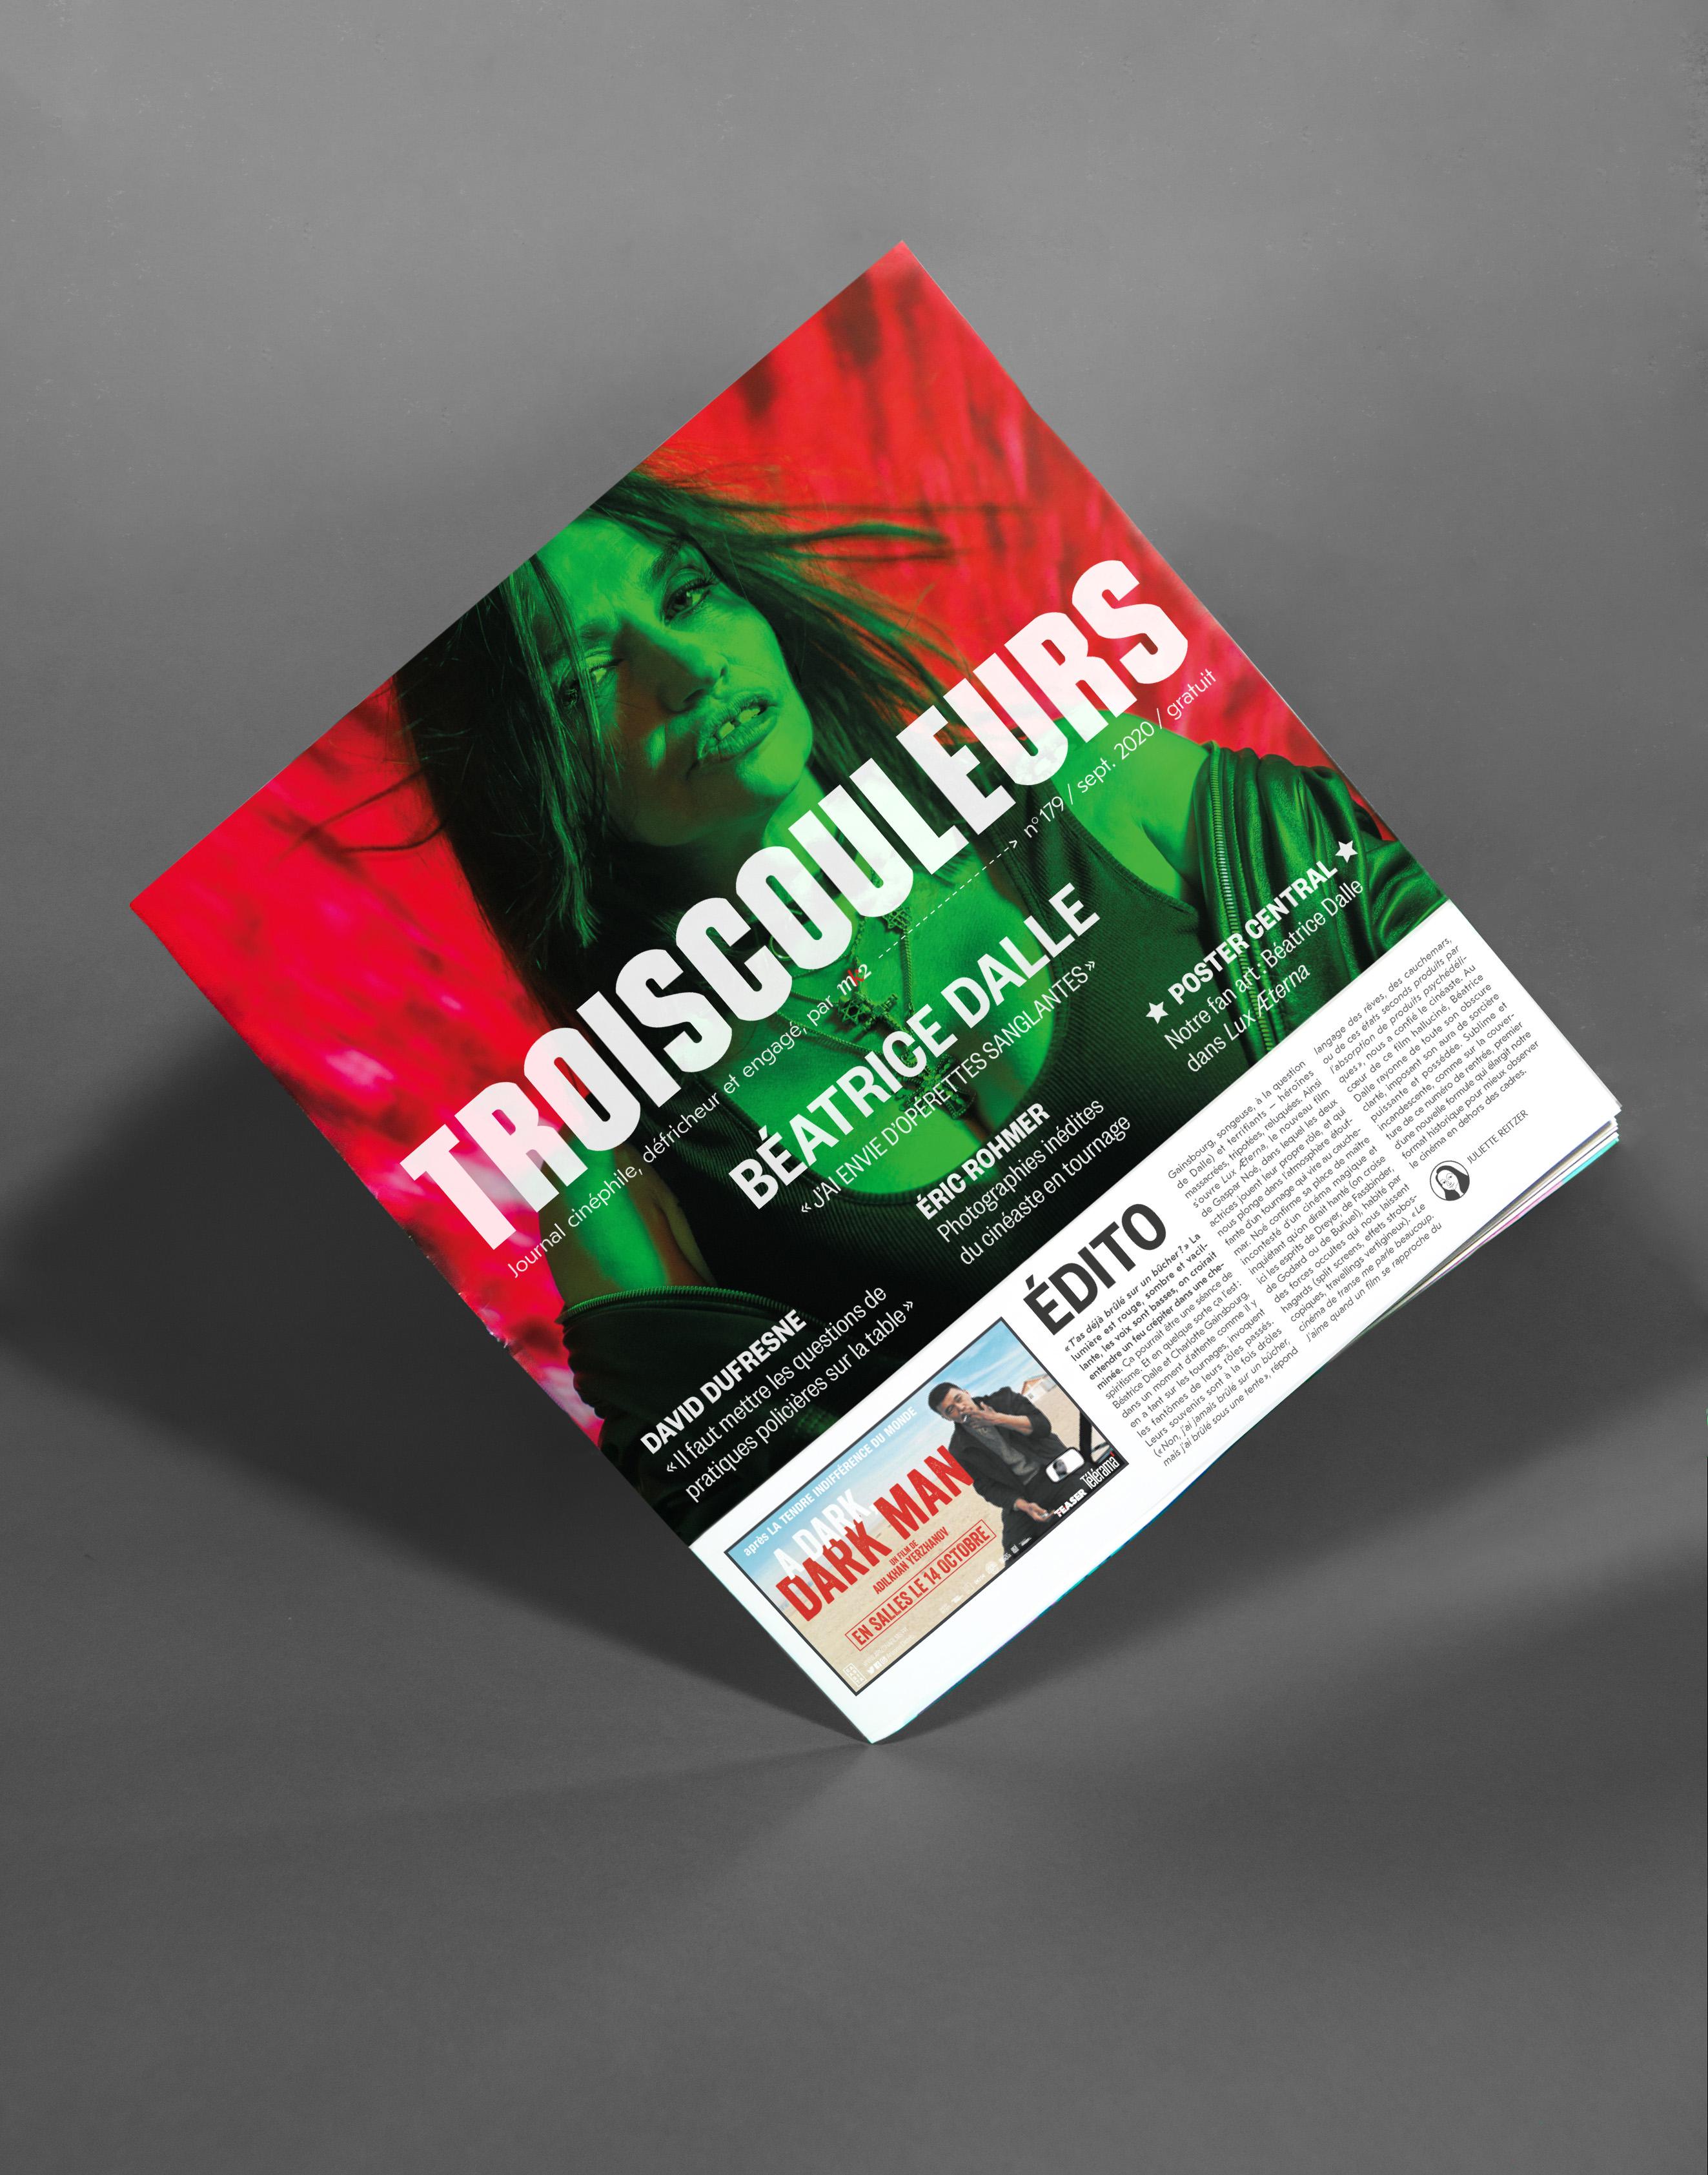 TROISCOULEURS
Journal cinéphile, défricheur et engagé, par mk2 ----------> n° 179 / sept. 2020 / gratuit
BÉATRICE DALLE
« J'AI ENVIE D'OPÉRETTES SANGLANTES »
DAVID DUFRESNE
« Il faut mettre les questions de
pratiques policières sur la table »
ÉRIC ROHMER
Photographies inédites
du cinéaste en tournage
★ POSTER CENTRAL ★
Notre fan art : Béatrice Dalle
dans Lux Æterna
après LA TENDRE INDIFFÉRENCE DU MONDE
A DARK,
DARK MAN
UN FILM DE
ADILKHAN YERZHANOV
EN SALLES LE 14 OCTOBRE
TEASER Télérama'
ÉDITO
« T'as déjà brûlé sur un bûcher ? » La
lumière est rouge, sombre et vacil-
lante, les voix sont basses, on croirait
entendre un feu crépiter dans une che-
minée. Ça pourrait être une séance de
spiritisme. Et en quelque sorte ça l'est :
Béatrice Dalle et Charlotte Gainsbourg,
dans un moment d'attente comme il y
en a tant sur les tournages, invoquent
les fantômes de leurs rôles passés.
Leurs souvenirs sont à la fois drôles
(« Non, j'ai jamais brûlé sur un bûcher,
mais j'ai brûlé sous une tente », répond
Gainsbourg, songeuse, à la question
de Dalle) et terrifiants – héroïnes
massacrées, tripotées, reluquées. Ainsi
s'ouvre Lux Æterna, le nouveau film
de Gaspar Noé, dans lequel les deux
actrices jouent leur propre rôle, et qui
nous plonge dans l'atmosphère étouf-
fante d'un tournage qui vire au cauche-
mar. Noé confirme sa place de maître
incontesté d'un cinéma magique et
inquiétant qu'on dirait hanté (on croise
ici les esprits de Dreyer, de Fassbinder,
de Godard ou de Buñuel), habité par
des forces occultes qui nous laissent
hagards (split screens, effets strobos-
copiques, travellings vertigineux). « Le
cinéma de transe me parle beaucoup.
J'aime quand un film se rapproche du
langage des rêves, des cauchemars,
ou de ces états seconds produits par
l'absorption de produits psychédéli-
ques », nous a confié le cinéaste. Au
cœur de ce film halluciné, Béatrice
Dalle rayonne de toute son obscure
clarté, imposant son aura de sorcière
puissante et possédée. Sublime et
incandescente, comme sur la couver-
ture de ce numéro de rentrée, premier
d'une nouvelle formule qui élargit notre
format historique pour mieux observer
le cinéma en dehors des cadres.
JULIETTE REITZER